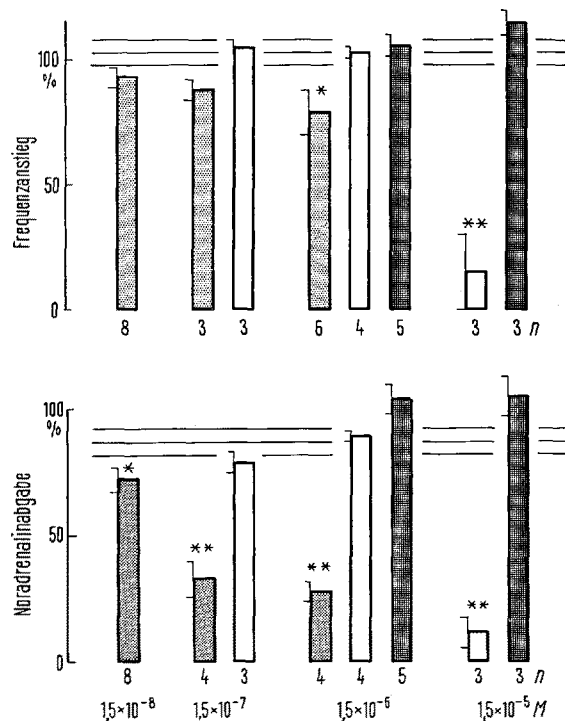 100
%
Frequenzanstieg
*
50
**
0
8 3 3 6 4 5 3 3 n
100
%
Noradrenalinabgabe
*
**
**
50
**
0
8 4 3 4 4 5 3 3 n
1,5×10⁻⁸ 1,5×10⁻⁷ 1,5×10⁻⁶ 1,5×10⁻⁵ M